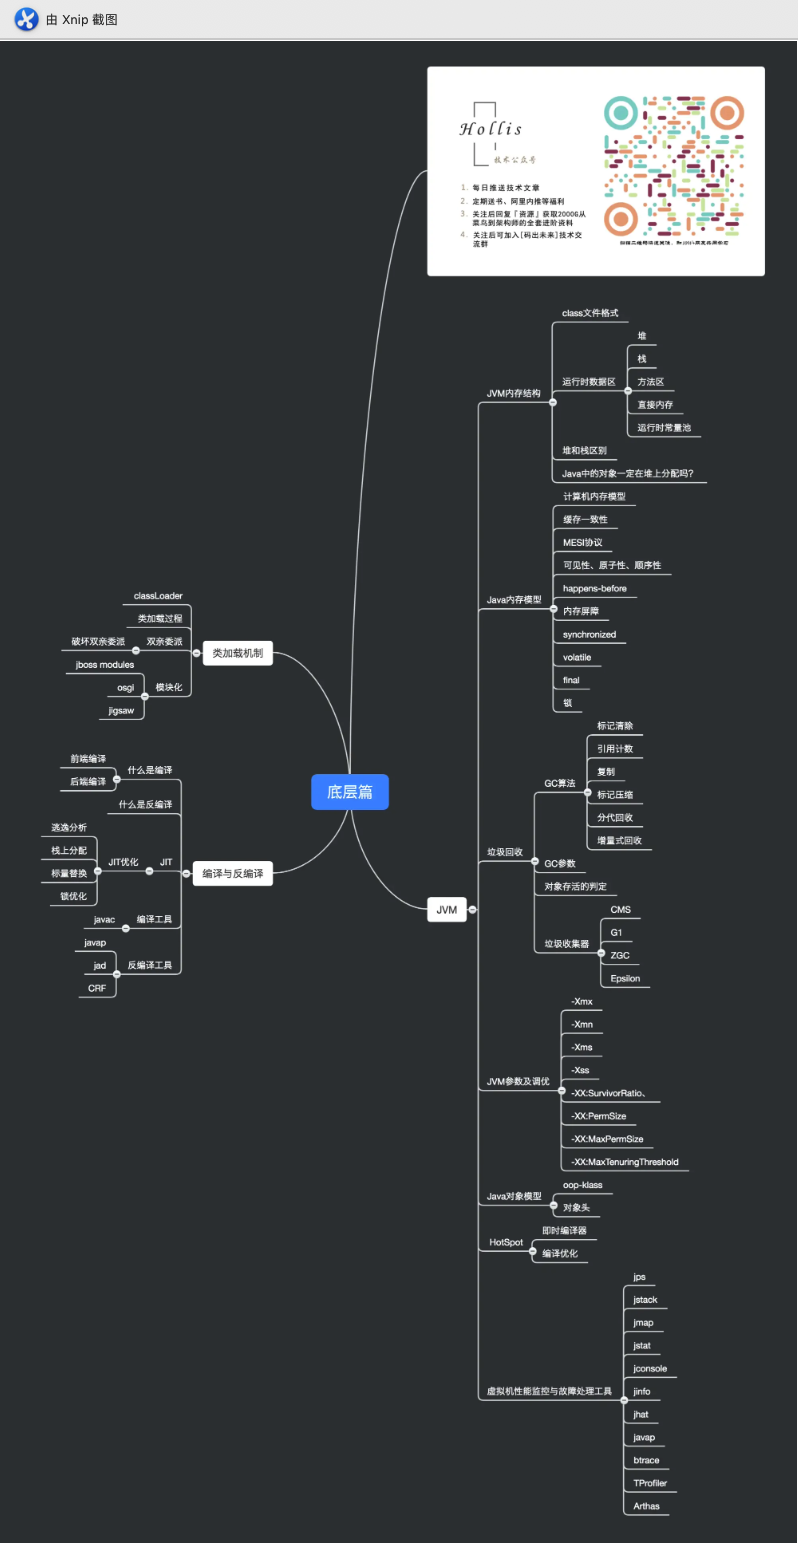 由 Xnip 截图
Hollis
技术公众号
1. 每日推送技术文章
2. 定期送书、阿里内推等福利
3. 关注后回复「资源」获取200G从
菜鸟到架构师的全套进阶资料
4. 关注后可加入[码出未来]技术交
流群
底层篇
类加载机制
classLoader
类加载过程
双亲委派
破坏双亲委派
模块化
jboss modules
osgi
jigsaw
编译与反编译
什么是编译
前端编译
后端编译
什么是反编译
JIT
JIT优化
逃逸分析
栈上分配
标量替换
锁优化
编译工具
javac
反编译工具
javap
jad
CRF
JVM
JVM内存结构
class文件格式
运行时数据区
堆
栈
方法区
直接内存
运行时常量池
堆和栈区别
Java中的对象一定在堆上分配吗?
Java内存模型
计算机内存模型
缓存一致性
MESI协议
可见性、原子性、顺序性
happens-before
内存屏障
synchronized
volatile
final
锁
垃圾回收
GC算法
标记清除
引用计数
复制
标记压缩
分代回收
增量式回收
GC参数
对象存活的判定
垃圾收集器
CMS
G1
ZGC
Epsilon
JVM参数及调优
-Xmx
-Xmn
-Xms
-Xss
-XX:SurvivorRatio、
-XX:PermSize
-XX:MaxPermSize
-XX:MaxTenuringThreshold
Java对象模型
oop-klass
对象头
HotSpot
即时编译器
编译优化
虚拟机性能监控与故障处理工具
jps
jstack
jmap
jstat
jconsole
jinfo
jhat
javap
btrace
TProfiler
Arthas